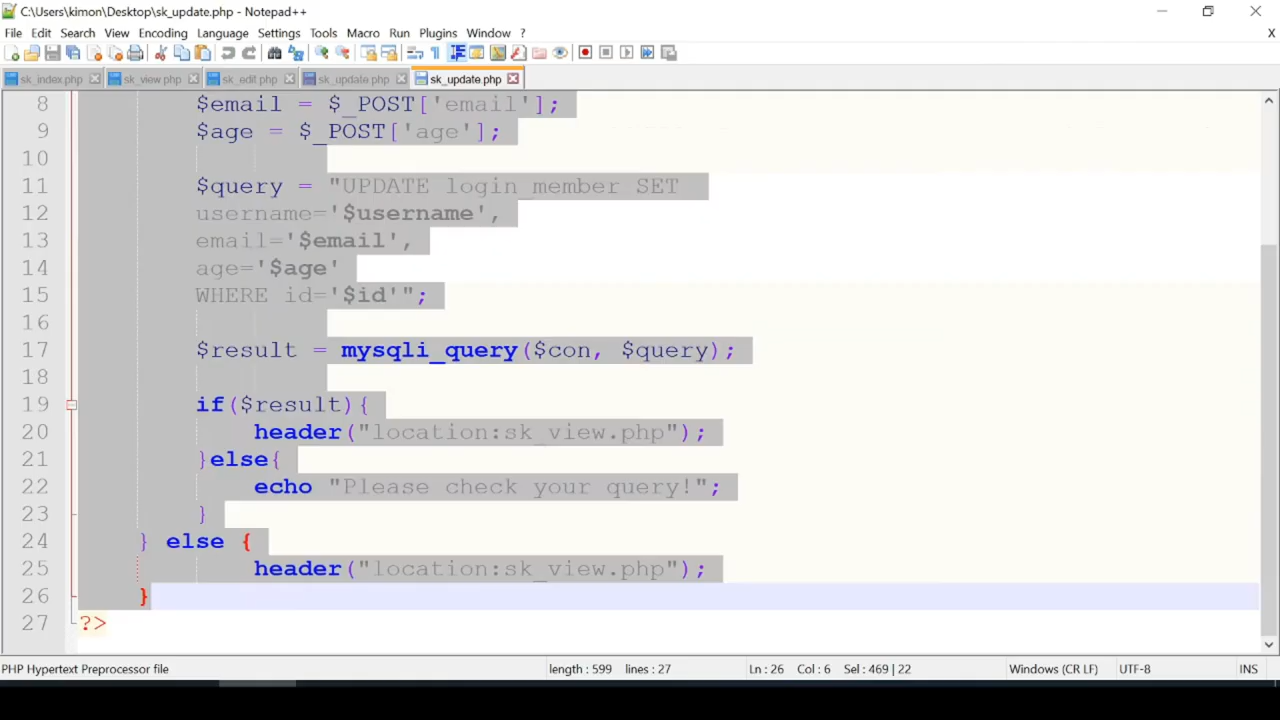 C:\Users\kimon\Desktop\sk_update.php - Notepad++
File Edit Search View Encoding Language Settings Tools Macro Run Plugins Window ? X
sk_index.php sk_view.php sk_edit.php sk_update.php sk_update.php
8 $email = $_POST['email'];
9 $age = $_POST['age'];
10
11 $query = "UPDATE login_member SET
12 username='$username',
13 email='$email',
14 age='$age'
15 WHERE id='$id'";
16
17 $result = mysqli_query($con, $query);
18
19 if($result){
20 header("location:sk_view.php");
21 }else{
22 echo "Please check your query!";
23 }
24 } else {
25 header("location:sk_view.php");
26 }
27 ?>
PHP Hypertext Preprocessor file length : 599 lines : 27 Ln : 26 Col : 6 Sel : 469 | 22 Windows (CR LF) UTF-8 INS